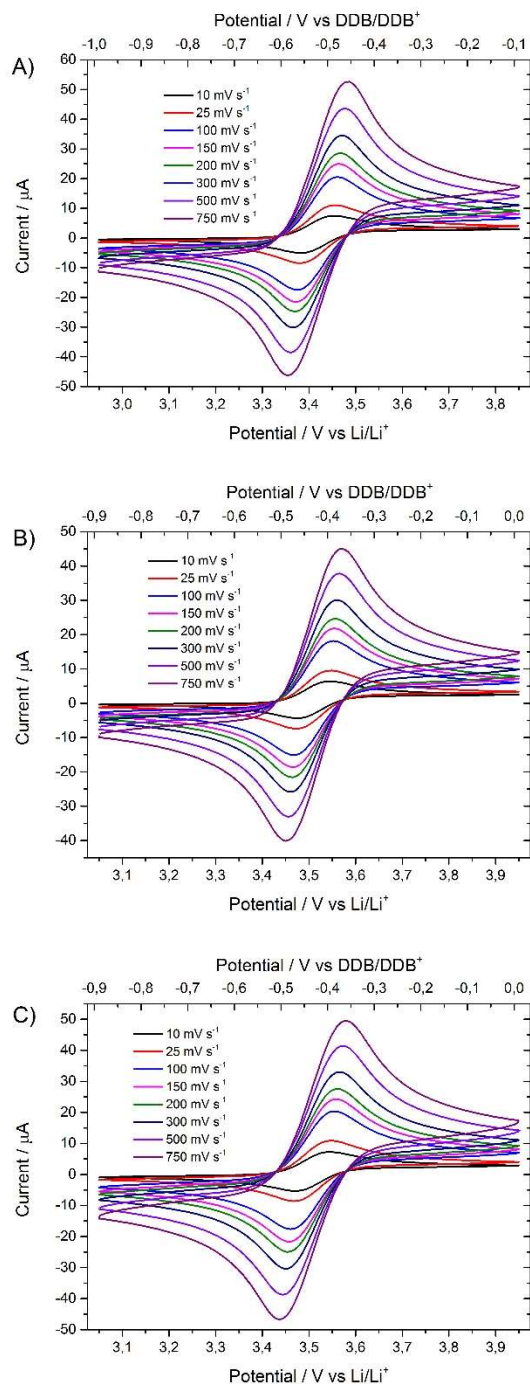 Potential / V vs DDB/DDB⁺
-1,0 -0,9 -0,8 -0,7 -0,6 -0,5 -0,4 -0,3 -0,2 -0,1
A)
60
50
40
30
20
10
0
-10
-20
-30
-40
-50
Current / μA
10 mV s⁻¹
25 mV s⁻¹
100 mV s⁻¹
150 mV s⁻¹
200 mV s⁻¹
300 mV s⁻¹
500 mV s⁻¹
750 mV s⁻¹
3,0 3,1 3,2 3,3 3,4 3,5 3,6 3,7 3,8
Potential / V vs Li/Li⁺
Potential / V vs DDB/DDB⁺
-0,9 -0,8 -0,7 -0,6 -0,5 -0,4 -0,3 -0,2 -0,1 0,0
B)
50
40
30
20
10
0
-10
-20
-30
-40
Current / μA
10 mV s⁻¹
25 mV s⁻¹
100 mV s⁻¹
150 mV s⁻¹
200 mV s⁻¹
300 mV s⁻¹
500 mV s⁻¹
750 mV s⁻¹
3,1 3,2 3,3 3,4 3,5 3,6 3,7 3,8 3,9
Potential / V vs Li/Li⁺
Potential / V vs DDB/DDB⁺
-0,9 -0,8 -0,7 -0,6 -0,5 -0,4 -0,3 -0,2 -0,1 0,0
C)
50
40
30
20
10
0
-10
-20
-30
-40
-50
Current / μA
10 mV s⁻¹
25 mV s⁻¹
100 mV s⁻¹
150 mV s⁻¹
200 mV s⁻¹
300 mV s⁻¹
500 mV s⁻¹
750 mV s⁻¹
3,1 3,2 3,3 3,4 3,5 3,6 3,7 3,8 3,9
Potential / V vs Li/Li⁺